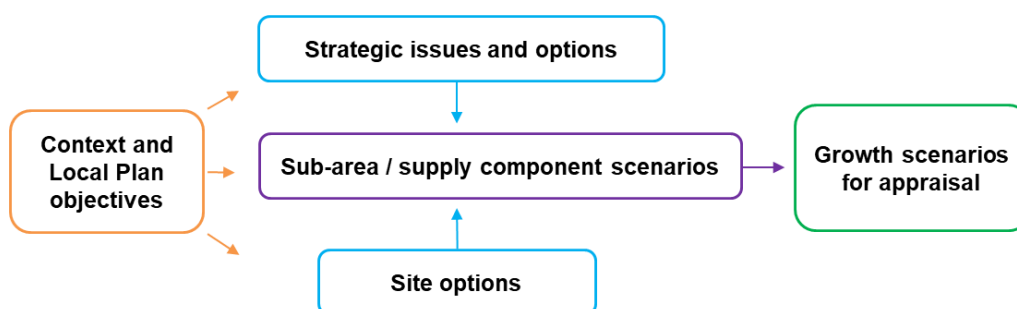 Strategic issues and options
Context and
Local Plan
objectives
Sub-area / supply component scenarios
Growth scenarios
for appraisal
Site options